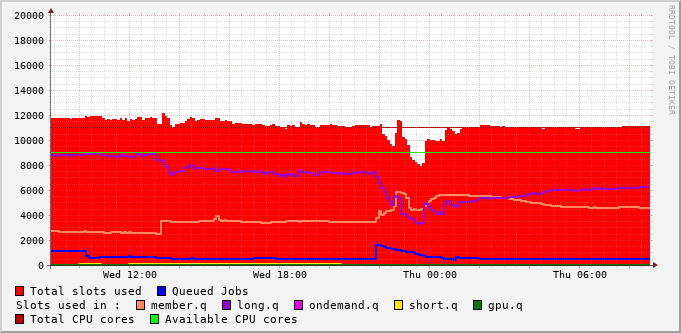 20000
18000
16000
14000
12000
10000
8000
6000
4000
2000
0
Wed 12:00 Wed 18:00 Thu 00:00 Thu 06:00
Total slots used Queued Jobs
Slots used in : member.q long.q ondemand.q short.q gpu.q
Total CPU cores Available CPU cores
RRDTOOL / TOBI OETIKER